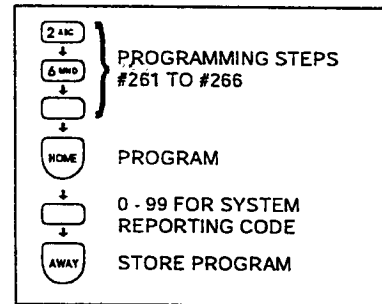 2 ABC
PROGRAMMING STEPS
6 MNO
#261 TO #266
HOME PROGRAM
0 - 99 FOR SYSTEM
REPORTING CODE
AWAY STORE PROGRAM